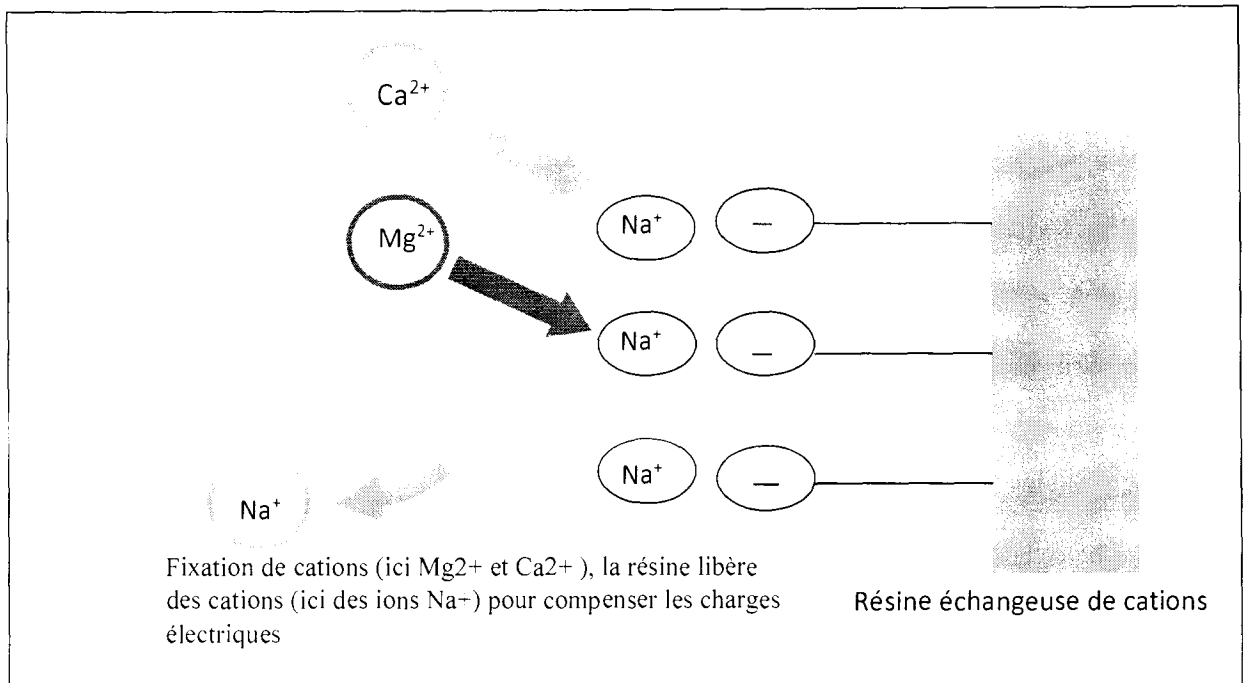 Ca²⁺
Mg²⁺
Na⁺ −
Na⁺ −
Na⁺ −
Na⁺
Fixation de cations (ici Mg2+ et Ca2+ ), la résine libère
des cations (ici des ions Na+) pour compenser les charges
électriques
Résine échangeuse de cations